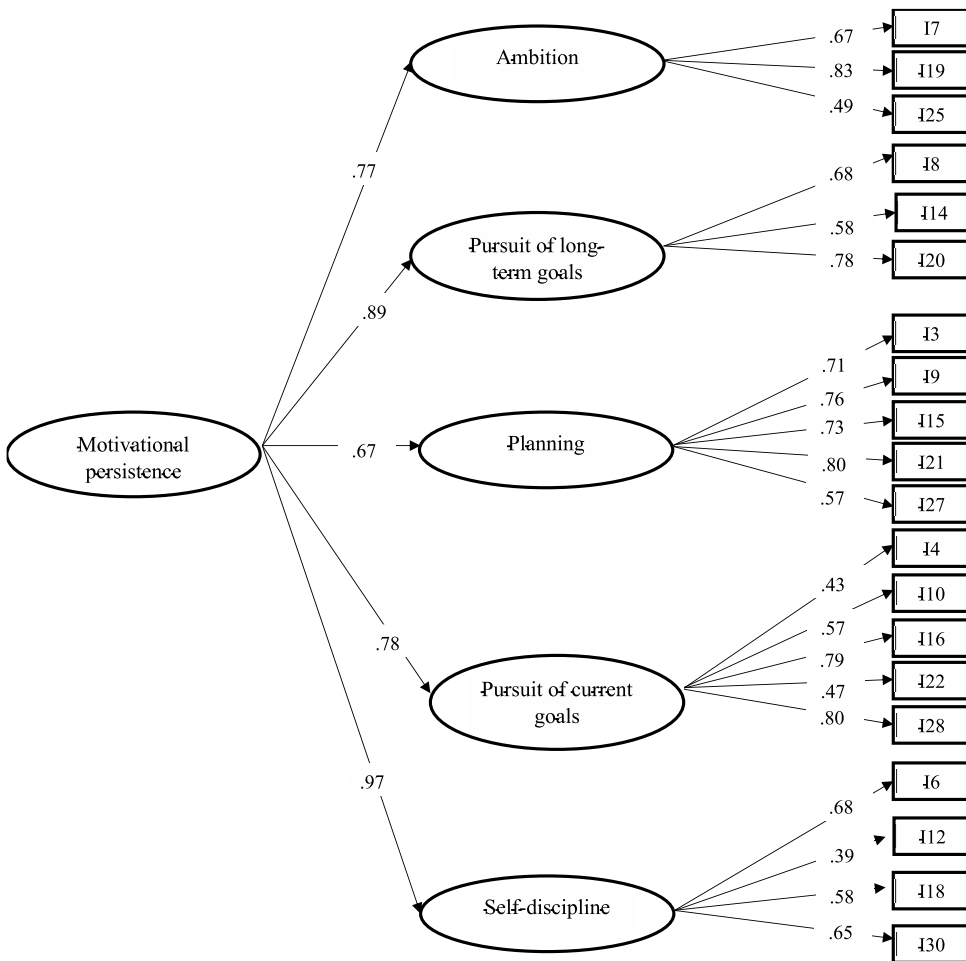 Ambition
.67
.83
.49
I7
I19
I25
.77
Pursuit of long-
term goals
.68
.58
.78
I8
I14
I20
.89
Motivational
persistence
.67
Planning
.71
.76
.73
.80
.57
I3
I9
I15
I21
I27
.78
Pursuit of current
goals
.43
.57
.79
.47
.80
I4
I10
I16
I22
I28
.97
Self-discipline
.68
.39
.58
.65
I6
I12
I18
I30